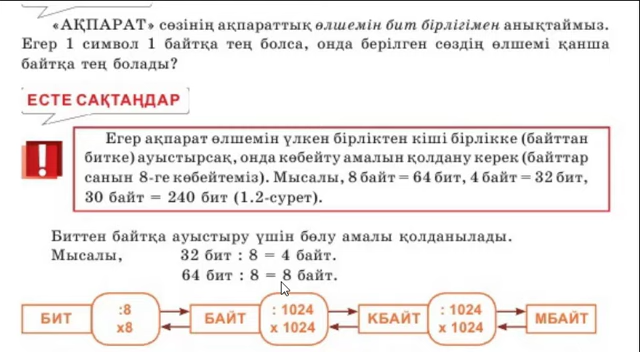 «АҚПАРАТ» сөзінің ақпараттық өлшемін бит бірлігімен анықтаймыз.
Егер 1 символ 1 байтқа тең болса, онда берілген сөздің өлшемі қанша
байтқа тең болады?
ЕСТЕ САҚТАҢДАР
!
Егер ақпарат өлшемін үлкен бірліктен кіші бірлікке (байттан
битке) ауыстырсақ, онда көбейту амалын қолдану керек (байттар
санын 8-ге көбейтеміз). Мысалы, 8 байт = 64 бит, 4 байт = 32 бит,
30 байт = 240 бит (1.2-сурет).
Биттен байтқа ауыстыру үшін бөлу амалы қолданылады.
Мысалы, 32 бит : 8 = 4 байт.
64 бит : 8 = 8 байт.
БИТ :8 БАЙТ : 1024 КБАЙТ : 1024 МБАЙТ
х8 х 1024 х 1024